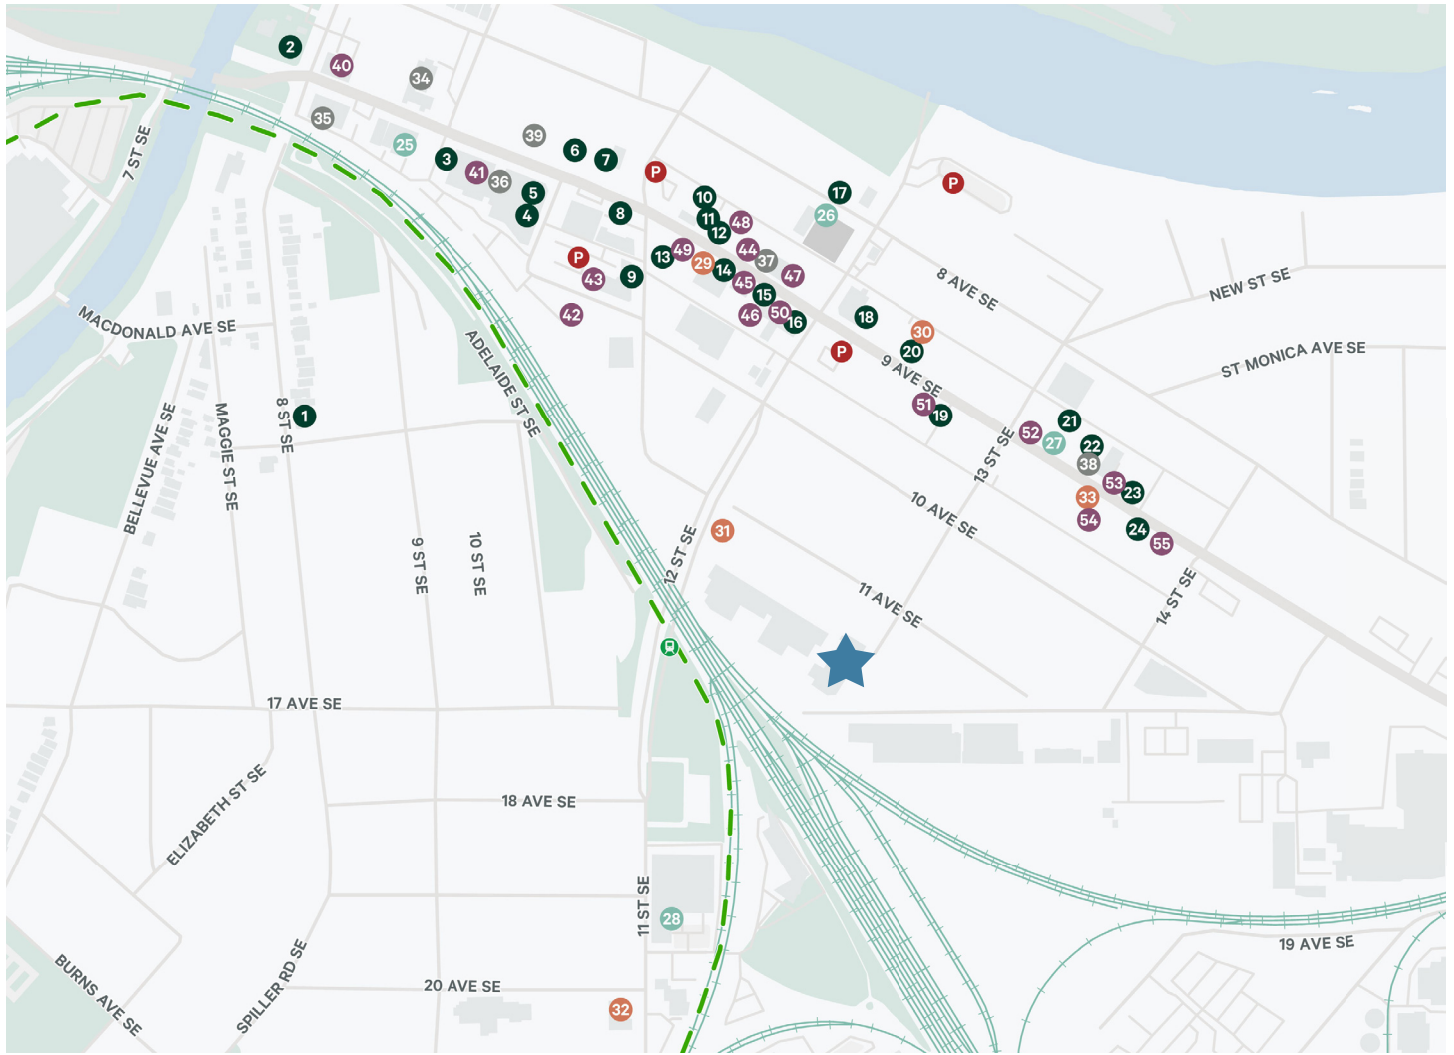 2
40
34
35
39
25
3
6
7
41
36
5
4
P
P
10
17
26
8
11
48
12
7 ST SE
13
49
44
37
29
14
47
P
43
9
45
15
8 AVE SE
NEW ST SE
42
46
50
16
18
30
MACDONALD AVE SE
20
P
9 AVE SE
ST MONICA AVE SE
ADELAIDE ST SE
1
51
19
21
BELLEVUE AVE SE
MAGGIE ST SE
8 ST SE
52
27
22
13 ST SE
38
53
23
33
54
24
55
10 AVE SE
31
12 ST SE
9 ST SE
10 ST SE
11 AVE SE
14 ST SE
17 AVE SE
18 AVE SE
ELIZABETH ST SE
11 ST SE
28
19 AVE SE
BURNS AVE SE
SPILLER RD SE
20 AVE SE
32